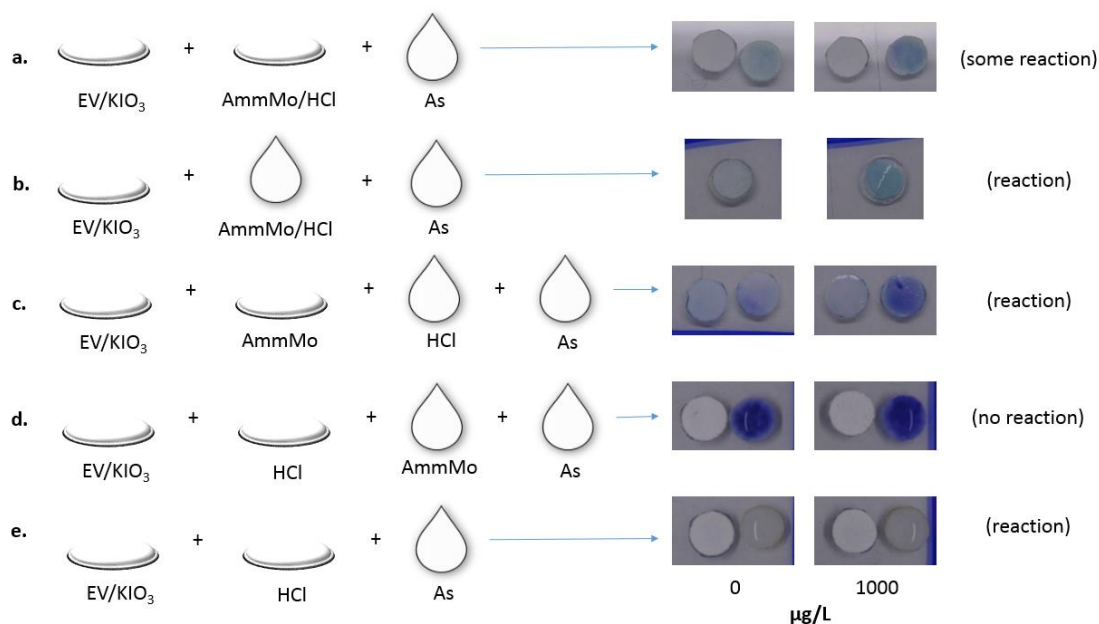 a. + + (some reaction)
EV/KIO₃ AmmMo/HCl As
b. + + (reaction)
EV/KIO₃ AmmMo/HCl As
c. + + + (reaction)
EV/KIO₃ AmmMo HCl As
d. + + + (no reaction)
EV/KIO₃ HCl AmmMo As
e. + + (reaction)
EV/KIO₃ HCl As
0 1000
µg/L